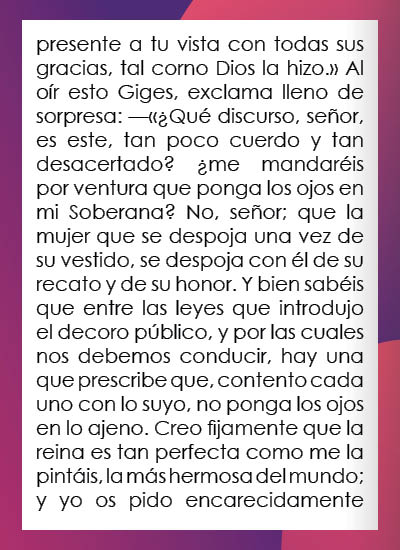 presente a tu vista con todas sus
gracias, tal corno Dios la hizo.» Al
oír esto Giges, exclama lleno de
sorpresa: —«¿Qué discurso, señor,
es este, tan poco cuerdo y tan
desacertado? ¿me mandaréis
por ventura que ponga los ojos en
mi Soberana? No, señor; que la
mujer que se despoja una vez de
su vestido, se despoja con él de su
recato y de su honor. Y bien sabéis
que entre las leyes que introdujo
el decoro público, y por las cuales
nos debemos conducir, hay una
que prescribe que, contento cada
uno con lo suyo, no ponga los ojos
en lo ajeno. Creo fijamente que la
reina es tan perfecta como me la
pintáis, la más hermosa del mundo;
y yo os pido encarecidamente